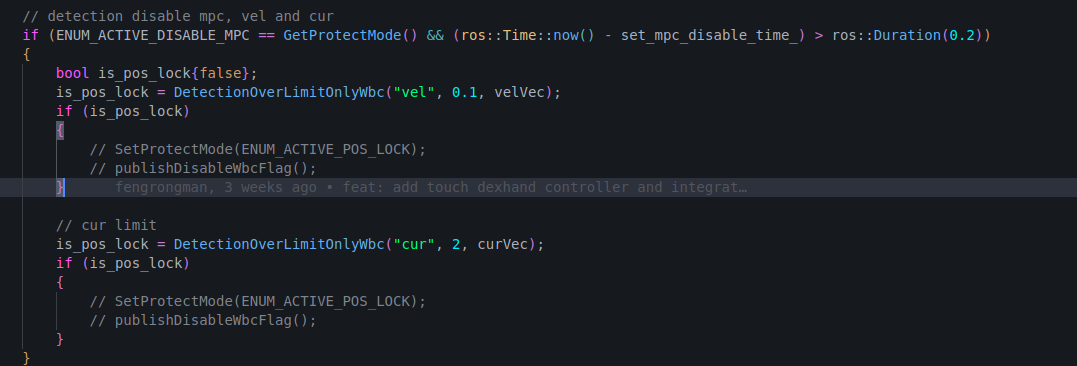 // detection disable mpc, vel and cur
if (ENUM_ACTIVE_DISABLE_MPC == GetProtectMode() && (ros::Time::now() - set_mpc_disable_time_) > ros::Duration(0.2))
{
    bool is_pos_lock{false};
    is_pos_lock = DetectionOverLimitOnlyWbc("vel", 0.1, velVec);
    if (is_pos_lock)
    {
        // SetProtectMode(ENUM_ACTIVE_POS_LOCK);
        // publishDisableWbcFlag();
    }      fengrongman, 3 weeks ago • feat: add touch dexhand controller and integrat…
    // cur limit
    is_pos_lock = DetectionOverLimitOnlyWbc("cur", 2, curVec);
    if (is_pos_lock)
    {
        // SetProtectMode(ENUM_ACTIVE_POS_LOCK);
        // publishDisableWbcFlag();
    }
}